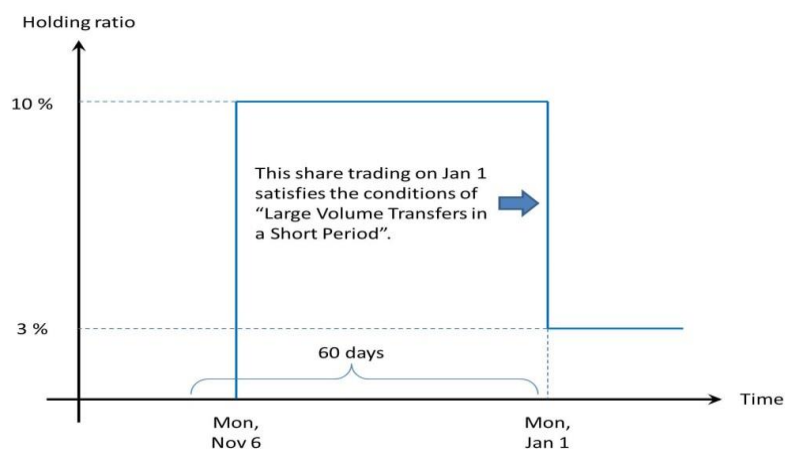 Holding ratio
10 %
This share trading on Jan 1
satisfies the conditions of
“Large Volume Transfers in
a Short Period”.
3 %
60 days
Time
Mon,
Nov 6
Mon,
Jan 1